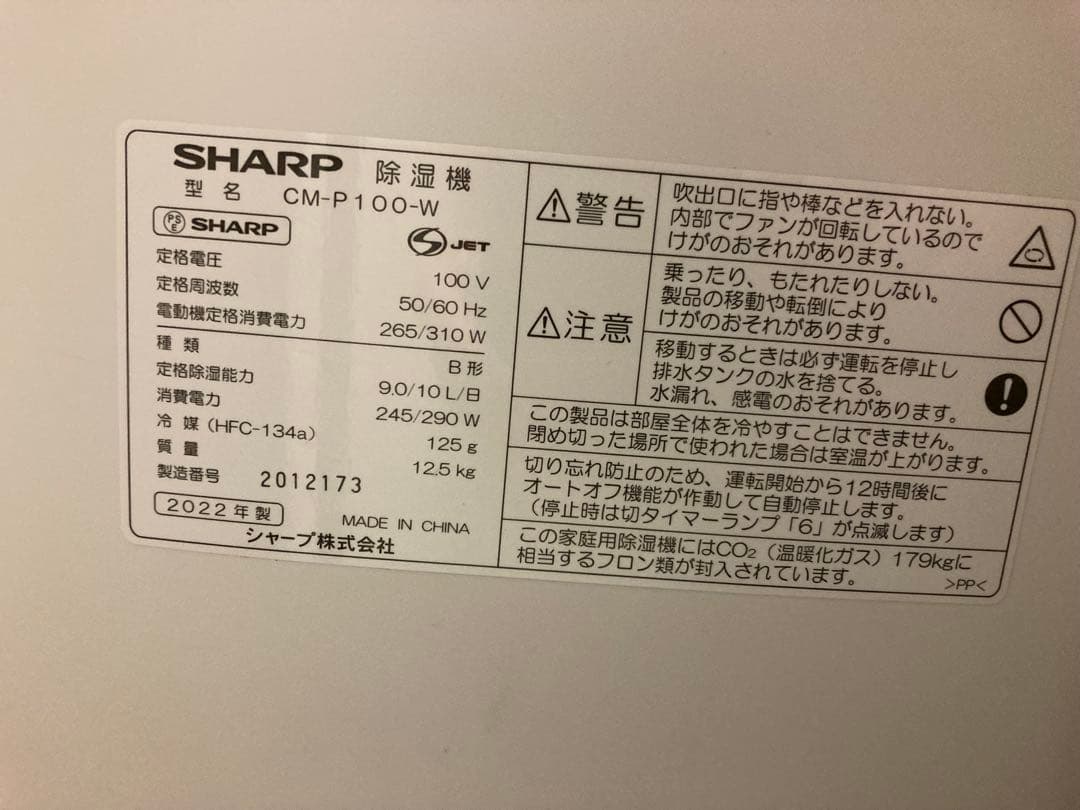 SHARP 除湿機
型名 CM-P100-W
PSE SHARP
S JET
定格電圧 100 V
定格周波数 50/60 Hz
電動機定格消費電力 265/310 W
種類 B形
定格除湿能力 9.0/10 L/日
消費電力 245/290 W
冷媒(HFC-134a) 125 g
質量 12.5 kg
製造番号 2012173
2022年製 MADE IN CHINA
シャープ株式会社
⚠警告
吹出口に指や棒などを入れない。
内部でファンが回転しているので
けがのおそれがあります。
⚠注意
乗ったり、もたれたりしない。
製品の移動や転倒により
けがのおそれがあります。
移動するときは必ず運転を停止し
排水タンクの水を捨てる。
水漏れ、感電のおそれがあります。
この製品は部屋全体を冷やすことはできません。
閉め切った場所で使われた場合は室温が上がります。
切り忘れ防止のため、運転開始から12時間後に
オートオフ機能が作動して自動停止します。
(停止時は切タイマーランプ「6」が点滅します)
この家庭用除湿機にはCO₂(温暖化ガス)179kgに
相当するフロン類が封入されています。
>PP<